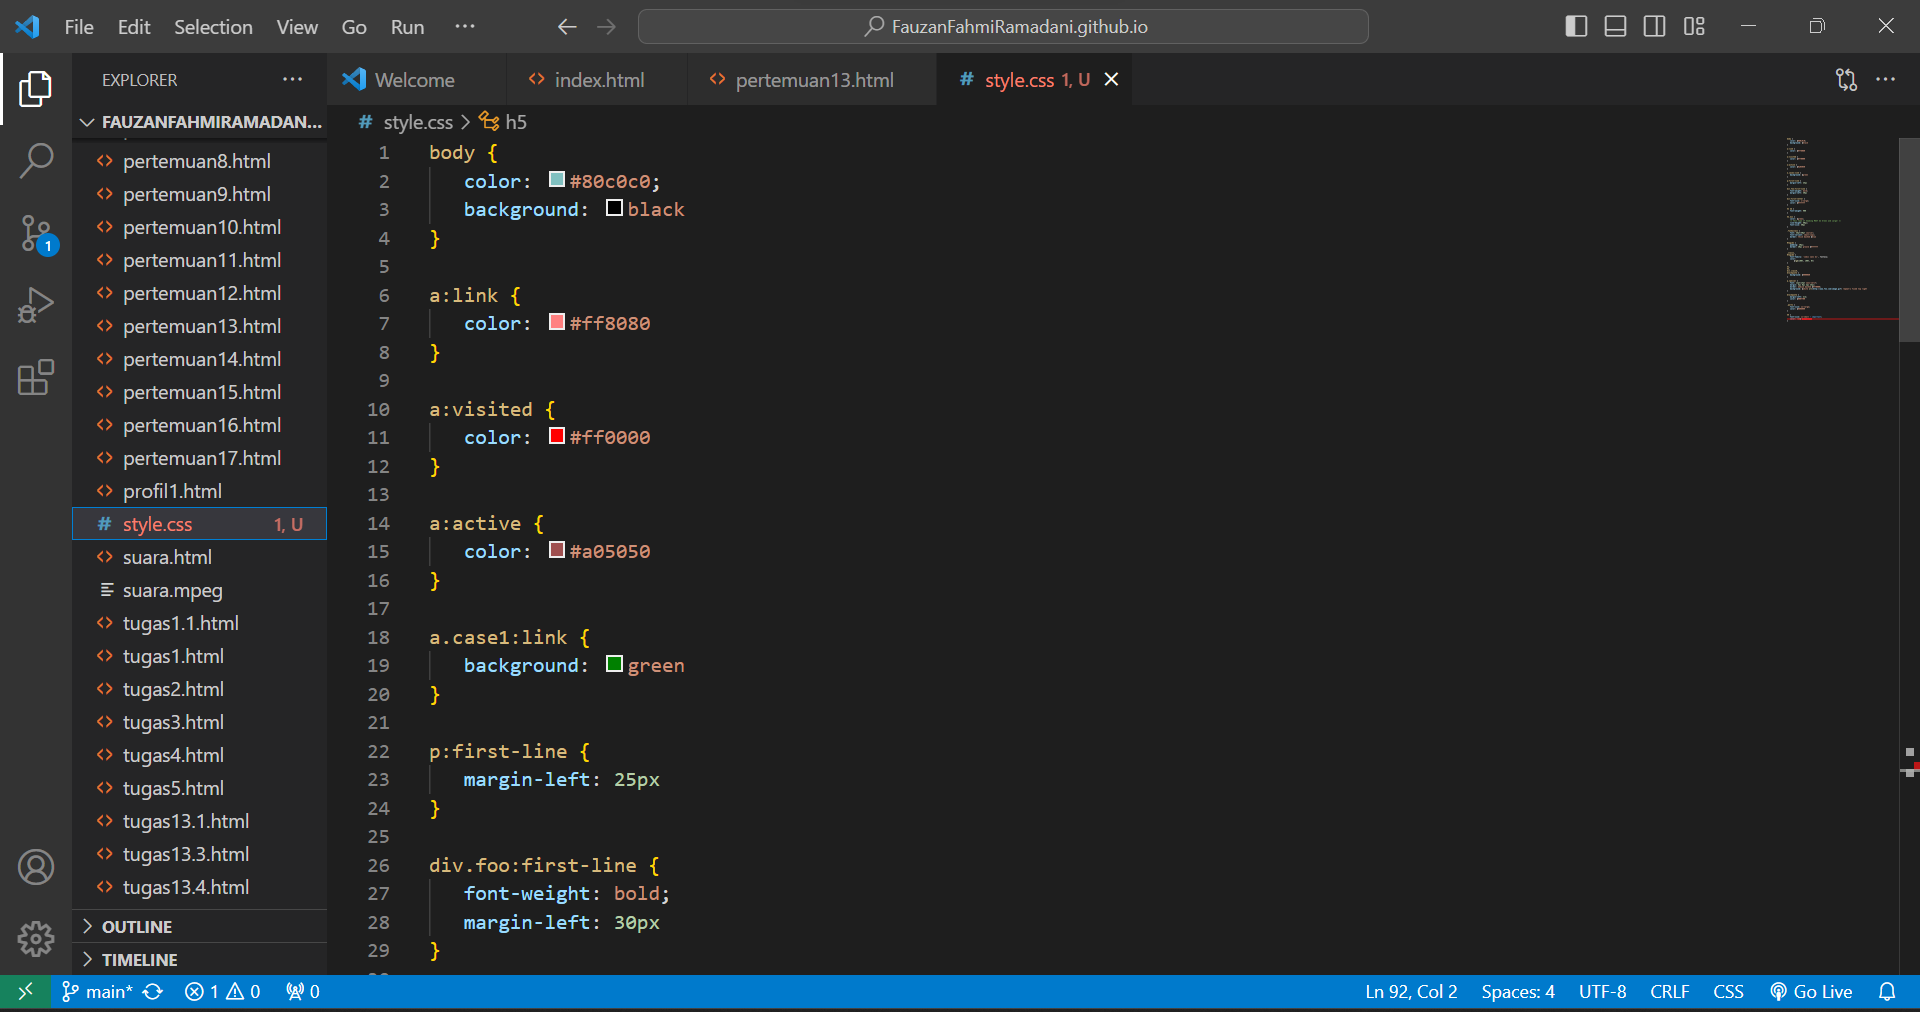 File Edit Selection View Go Run ···
FauzanFahmiRamadani.github.io
EXPLORER ···
FAUZANFAHMIRAMADAN...
pertemuan8.html
pertemuan9.html
pertemuan10.html
pertemuan11.html
pertemuan12.html
pertemuan13.html
pertemuan14.html
pertemuan15.html
pertemuan16.html
pertemuan17.html
profil1.html
# style.css 1, U
suara.html
suara.mpeg
tugas1.1.html
tugas1.html
tugas2.html
tugas3.html
tugas4.html
tugas5.html
tugas13.1.html
tugas13.3.html
tugas13.4.html
OUTLINE
TIMELINE
1
Welcome <> index.html <> pertemuan13.html # style.css 1, U
# style.css > h5
1 body {
2 color: #80c0c0;
3 background: black
4 }
5
6 a:link {
7 color: #ff8080
8 }
9
10 a:visited {
11 color: #ff0000
12 }
13
14 a:active {
15 color: #a05050
16 }
17
18 a.case1:link {
19 background: green
20 }
21
22 p:first-line {
23 margin-left: 25px
24 }
25
26 div.foo:first-line {
27 font-weight: bold;
28 margin-left: 30px
29 }
main* 1 0 0 Ln 92, Col 2 Spaces: 4 UTF-8 CRLF CSS Go Live